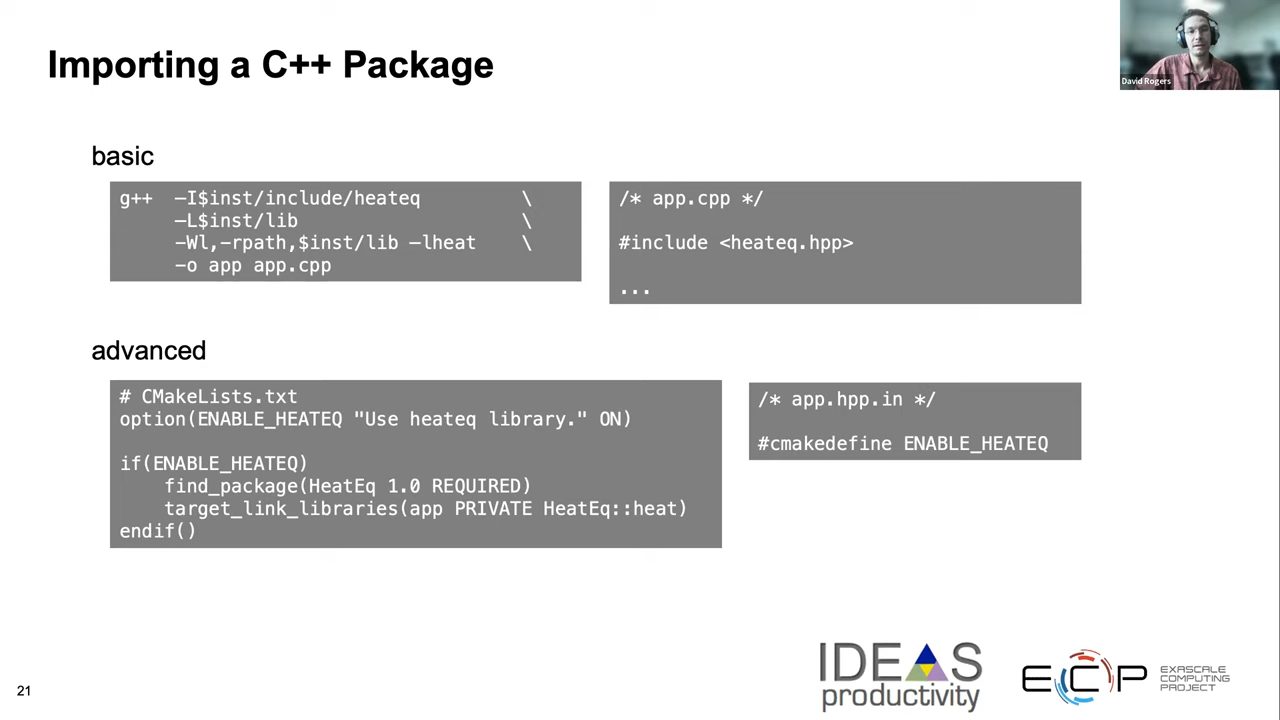 Importing a C++ Package
David Rogers
basic
g++ -I$inst/include/heateq \
-L$inst/lib \
-Wl,-rpath,$inst/lib -lheat \
-o app app.cpp
/* app.cpp */
#include <heateq.hpp>
...
advanced
# CMakeLists.txt
option(ENABLE_HEATEQ "Use heateq library." ON)
if(ENABLE_HEATEQ)
find_package(HeatEq 1.0 REQUIRED)
target_link_libraries(app PRIVATE HeatEq::heat)
endif()
/* app.hpp.in */
#cmakedefine ENABLE_HEATEQ
IDEAS
productivity
ECP
EXASCALE
COMPUTING
PROJECT
21